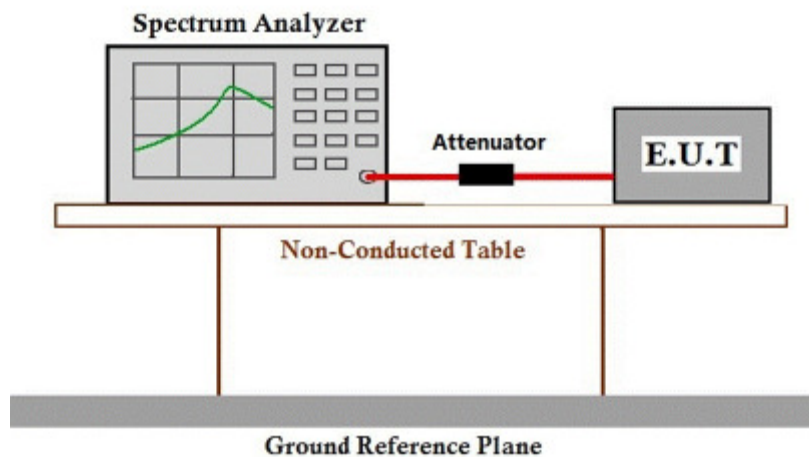 Spectrum Analyzer
Attenuator
E.U.T
Non-Conducted Table
Ground Reference Plane